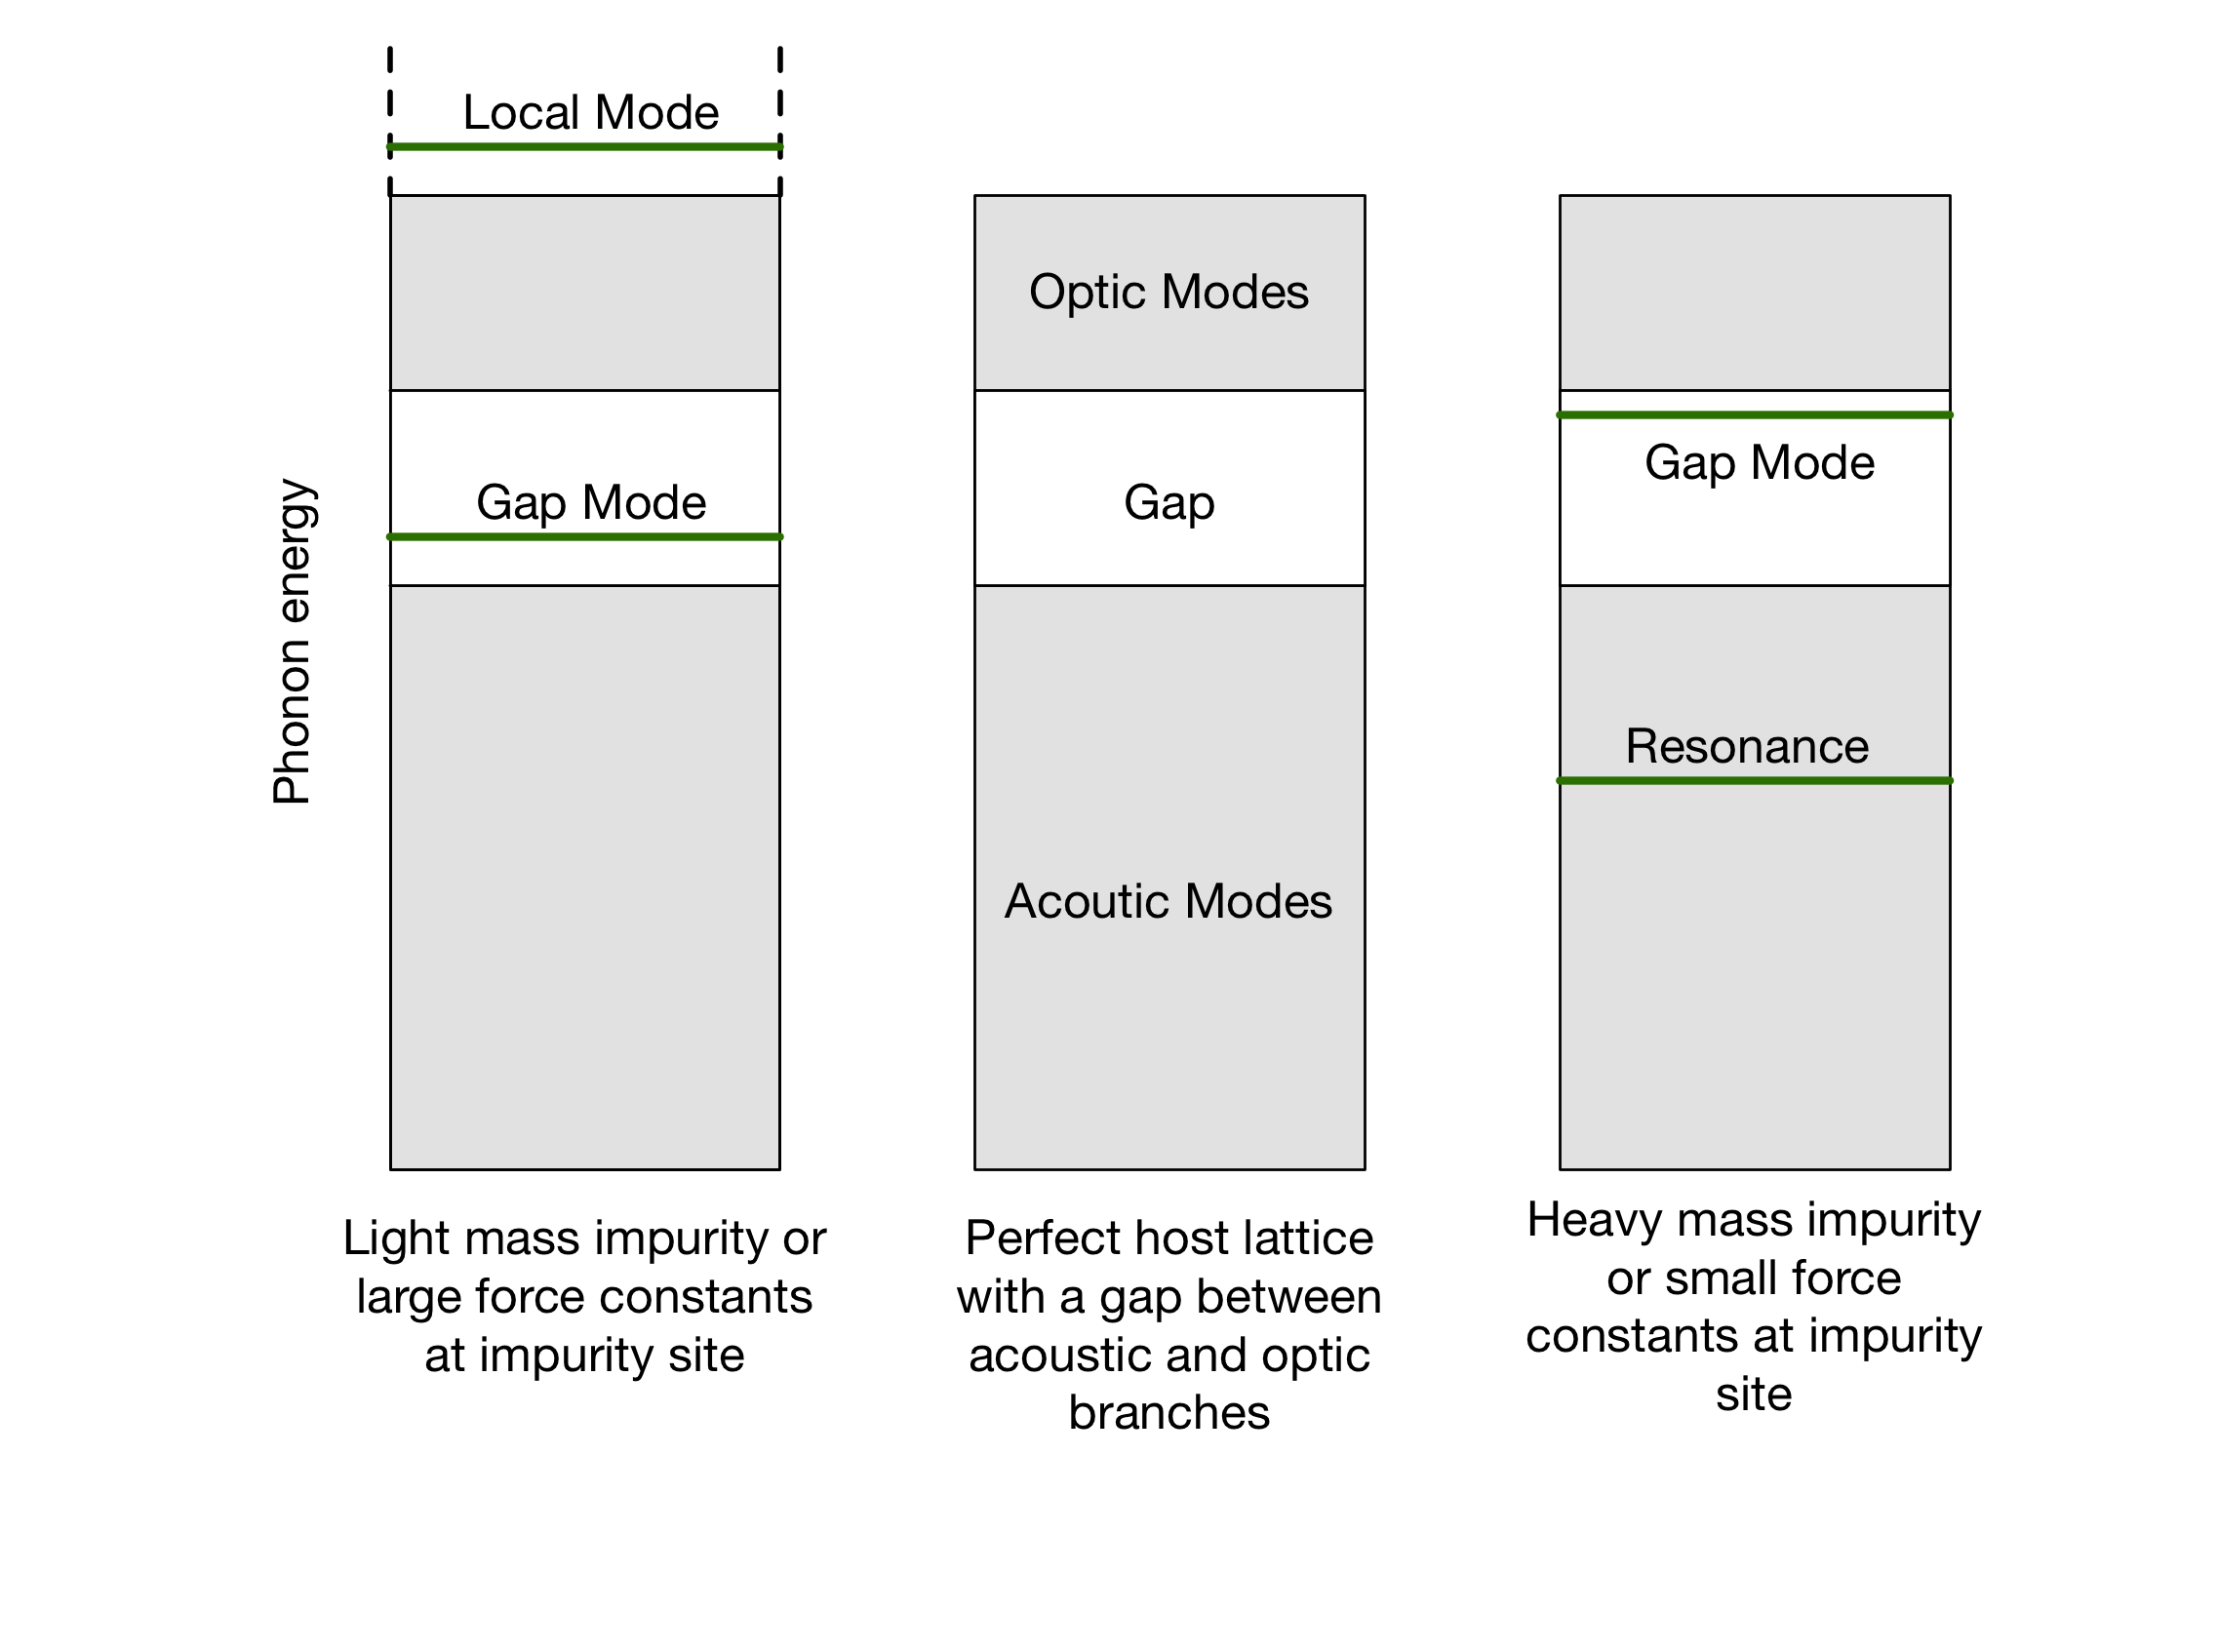 Local Mode
Optic Modes
Gap Mode
Gap
Gap Mode
Phonon energy
Resonance
Acoutic Modes
Light mass impurity or
large force constants
at impurity site
Perfect host lattice
with a gap between
acoustic and optic
branches
Heavy mass impurity
or small force
constants at impurity
site